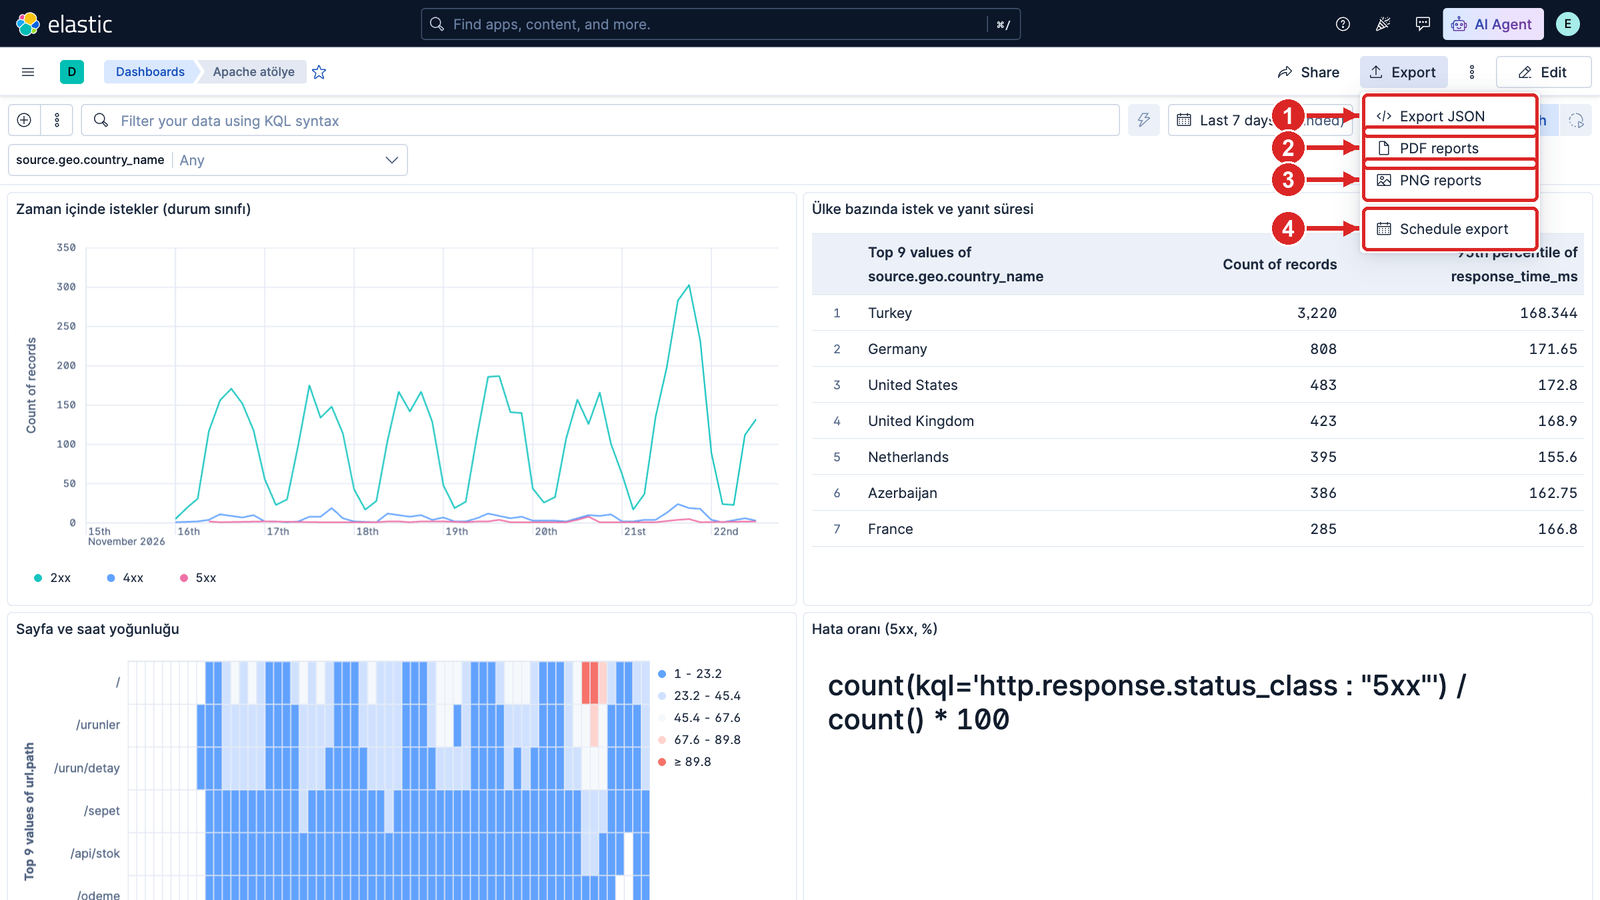 elastic
Find apps, content, and more.
⌘/
AI Agent
E
D
Dashboards
Apache atölye
Share
Export
Edit
Filter your data using KQL syntax
Last 7 days
nded)
h
source.geo.country_name
Any
1
Export JSON
2
PDF reports
3
PNG reports
4
Schedule export
Zaman içinde istekler (durum sınıfı)
Count of records
350
300
250
200
150
100
50
0
15th
16th
17th
18th
19th
20th
21st
22nd
November 2026
2xx
4xx
5xx
Ülke bazında istek ve yanıt süresi
Top 9 values of
source.geo.country_name
Count of records
95th percentile of
response_time_ms
1 Turkey 3,220 168.344
2 Germany 808 171.65
3 United States 483 172.8
4 United Kingdom 423 168.9
5 Netherlands 395 155.6
6 Azerbaijan 386 162.75
7 France 285 166.8
Sayfa ve saat yoğunluğu
Top 9 values of url.path
/
/urunler
/urun/detay
/sepet
/api/stok
/odeme
1 - 23.2
23.2 - 45.4
45.4 - 67.6
67.6 - 89.8
≥ 89.8
Hata oranı (5xx, %)
count(kql='http.response.status_class : "5xx"') /
count() * 100